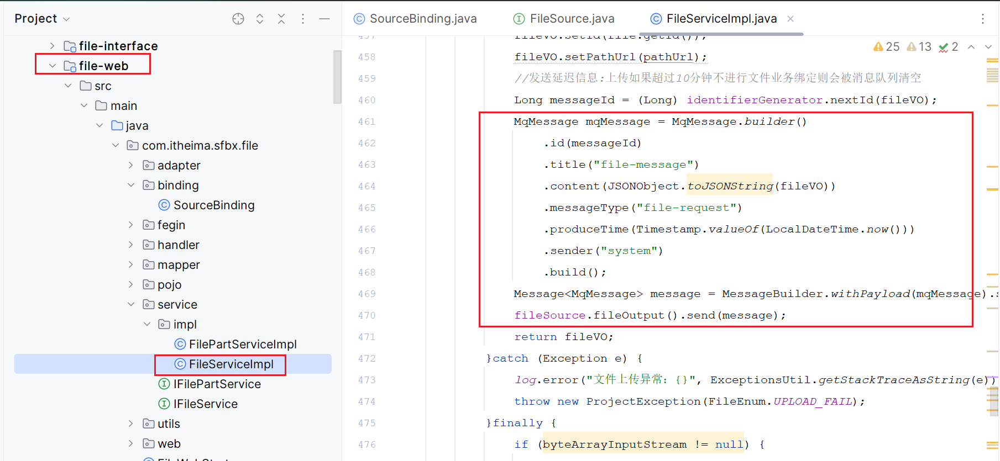 Project
SourceBinding.java
FileSource.java
FileServiceImpl.java
file-interface
file-web
src
main
java
com.itheima.sfbx.file
adapter
binding
SourceBinding
fegin
handler
mapper
pojo
service
impl
FilePartServiceImpl
FileServiceImpl
IFilePartService
IFileService
utils
web
25 13 2
457 fileVO.setId(file.getId());
458 fileVO.setPathUrl(pathUrl);
459 //发送延迟信息:上传如果超过10分钟不进行文件业务绑定则会被消息队列清空
460 Long messageId = (Long) identifierGenerator.nextId(fileVO);
461 MqMessage mqMessage = MqMessage.builder()
462 .id(messageId)
463 .title("file-message")
464 .content(JSONObject.toJSONString(fileVO))
465 .messageType("file-request")
466 .produceTime(Timestamp.valueOf(LocalDateTime.now()))
467 .sender("system")
468 .build();
469 Message<MqMessage> message = MessageBuilder.withPayload(mqMessage).s
470 fileSource.fileOutput().send(message);
471 return fileVO;
472 }catch (Exception e) {
473 log.error("文件上传异常: {}", ExceptionsUtil.getStackTraceAsString(e))
474 throw new ProjectException(FileEnum.UPLOAD_FAIL);
475 }finally {
476 if (byteArrayInputStream != null) {